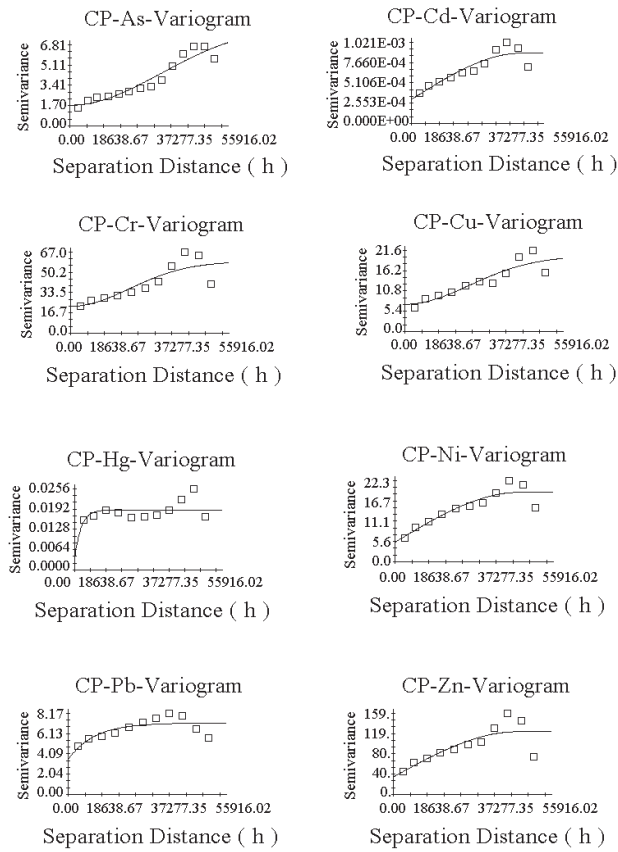 CP-As-Variogram
6.81
5.11
3.41
1.70
0.00
Semivariance
0.00 18638.67 37277.35 55916.02
Separation Distance ( h )
CP-Cd-Variogram
1.021E-03
7.660E-04
5.106E-04
2.553E-04
0.000E+00
Semivariance
0.00 18638.67 37277.35 55916.02
Separation Distance ( h )
CP-Cr-Variogram
67.0
50.2
33.5
16.7
0.0
Semivariance
0.00 18638.67 37277.35 55916.02
Separation Distance ( h )
CP-Cu-Variogram
21.6
16.2
10.8
5.4
0.0
Semivariance
0.00 18638.67 37277.35 55916.02
Separation Distance ( h )
CP-Hg-Variogram
0.0256
0.0192
0.0128
0.0064
0.0000
Semivariance
0.00 18638.67 37277.35 55916.02
Separation Distance ( h )
CP-Ni-Variogram
22.3
16.7
11.1
5.6
0.0
Semivariance
0.00 18638.67 37277.35 55916.02
Separation Distance ( h )
CP-Pb-Variogram
8.17
6.13
4.09
2.04
0.00
Semivariance
0.00 18638.67 37277.35 55916.02
Separation Distance ( h )
CP-Zn-Variogram
159.
119.
80.
40.
0.
Semivariance
0.00 18638.67 37277.35 55916.02
Separation Distance ( h )